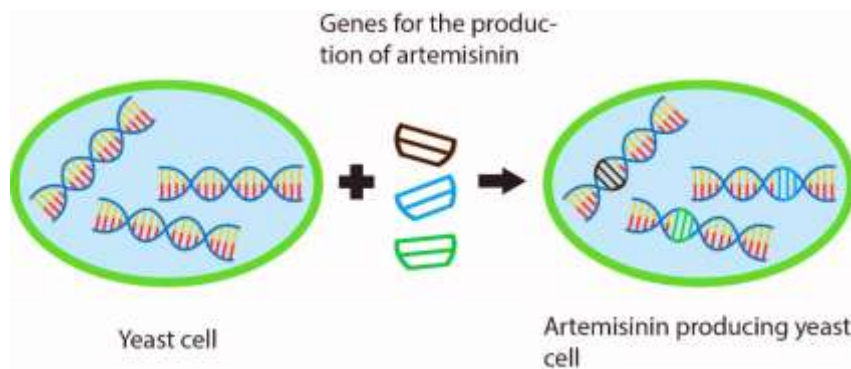 Genes for the produc-
tion of artemisinin
Yeast cell
Artemisinin producing yeast
cell